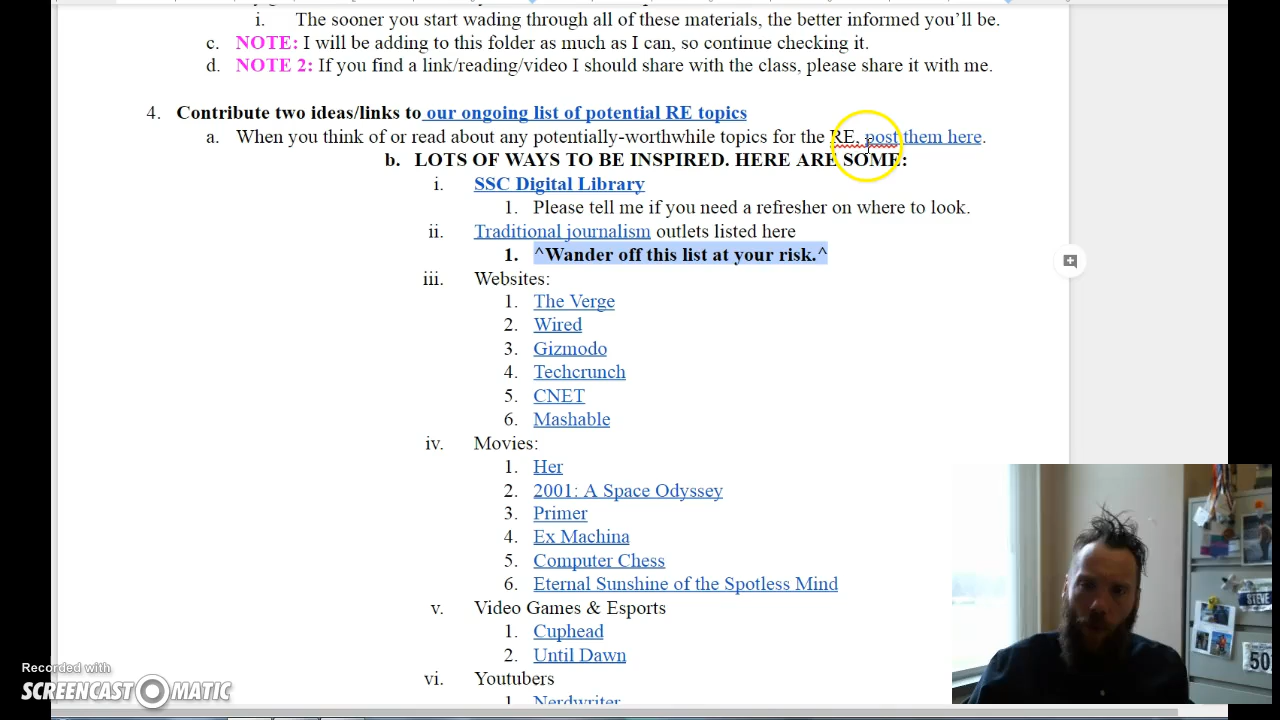 i. The sooner you start wading through all of these materials, the better informed you'll be.
c. NOTE: I will be adding to this folder as much as I can, so continue checking it.
d. NOTE 2: If you find a link/reading/video I should share with the class, please share it with me.
4. Contribute two ideas/links to our ongoing list of potential RE topics
a. When you think of or read about any potentially-worthwhile topics for the RE, post them here.
b. LOTS OF WAYS TO BE INSPIRED. HERE ARE SOME:
i. SSC Digital Library
1. Please tell me if you need a refresher on where to look.
ii. Traditional journalism outlets listed here
1. ^Wander off this list at your risk.^
iii. Websites:
1. The Verge
2. Wired
3. Gizmodo
4. Techcrunch
5. CNET
6. Mashable
iv. Movies:
1. Her
2. 2001: A Space Odyssey
3. Primer
4. Ex Machina
5. Computer Chess
6. Eternal Sunshine of the Spotless Mind
v. Video Games & Esports
1. Cuphead
2. Until Dawn
vi. Youtubers
1. Nerdwriter
STEVE
50
Recorded with
SCREENCAST-O-MATIC